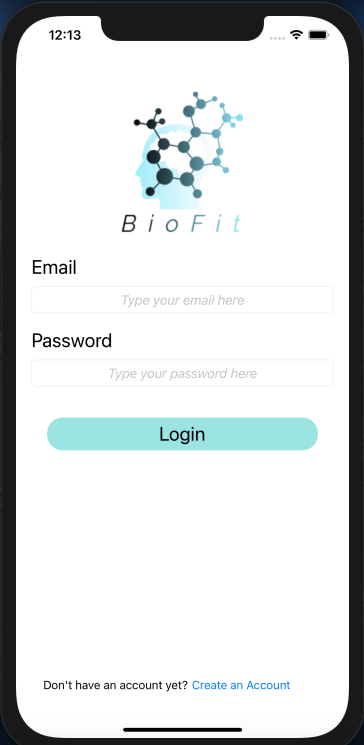 12:13
BioFit
Email
Type your email here
Password
Type your password here
Login
Don't have an account yet? Create an Account